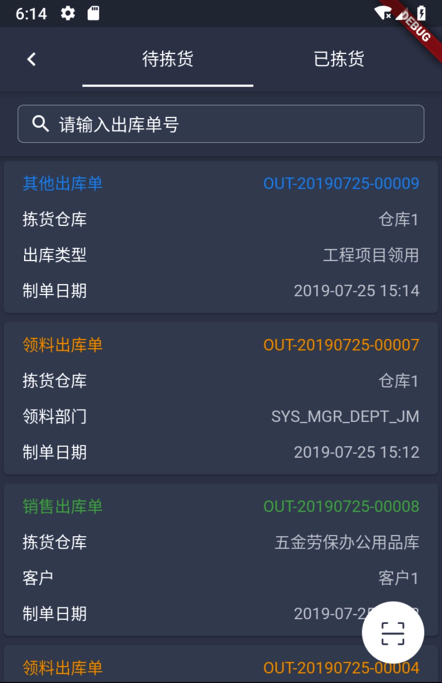 6:14
DEBUG
待拣货 已拣货
请输入出库单号
其他出库单 OUT-20190725-00009
拣货仓库 仓库1
出库类型 工程项目领用
制单日期 2019-07-25 15:14
领料出库单 OUT-20190725-00007
拣货仓库 仓库1
领料部门 SYS_MGR_DEPT_JM
制单日期 2019-07-25 15:12
销售出库单 OUT-20190725-00008
拣货仓库 五金劳保办公用品库
客户 客户1
制单日期 2019-07-2
领料出库单 OUT-20190725-00004